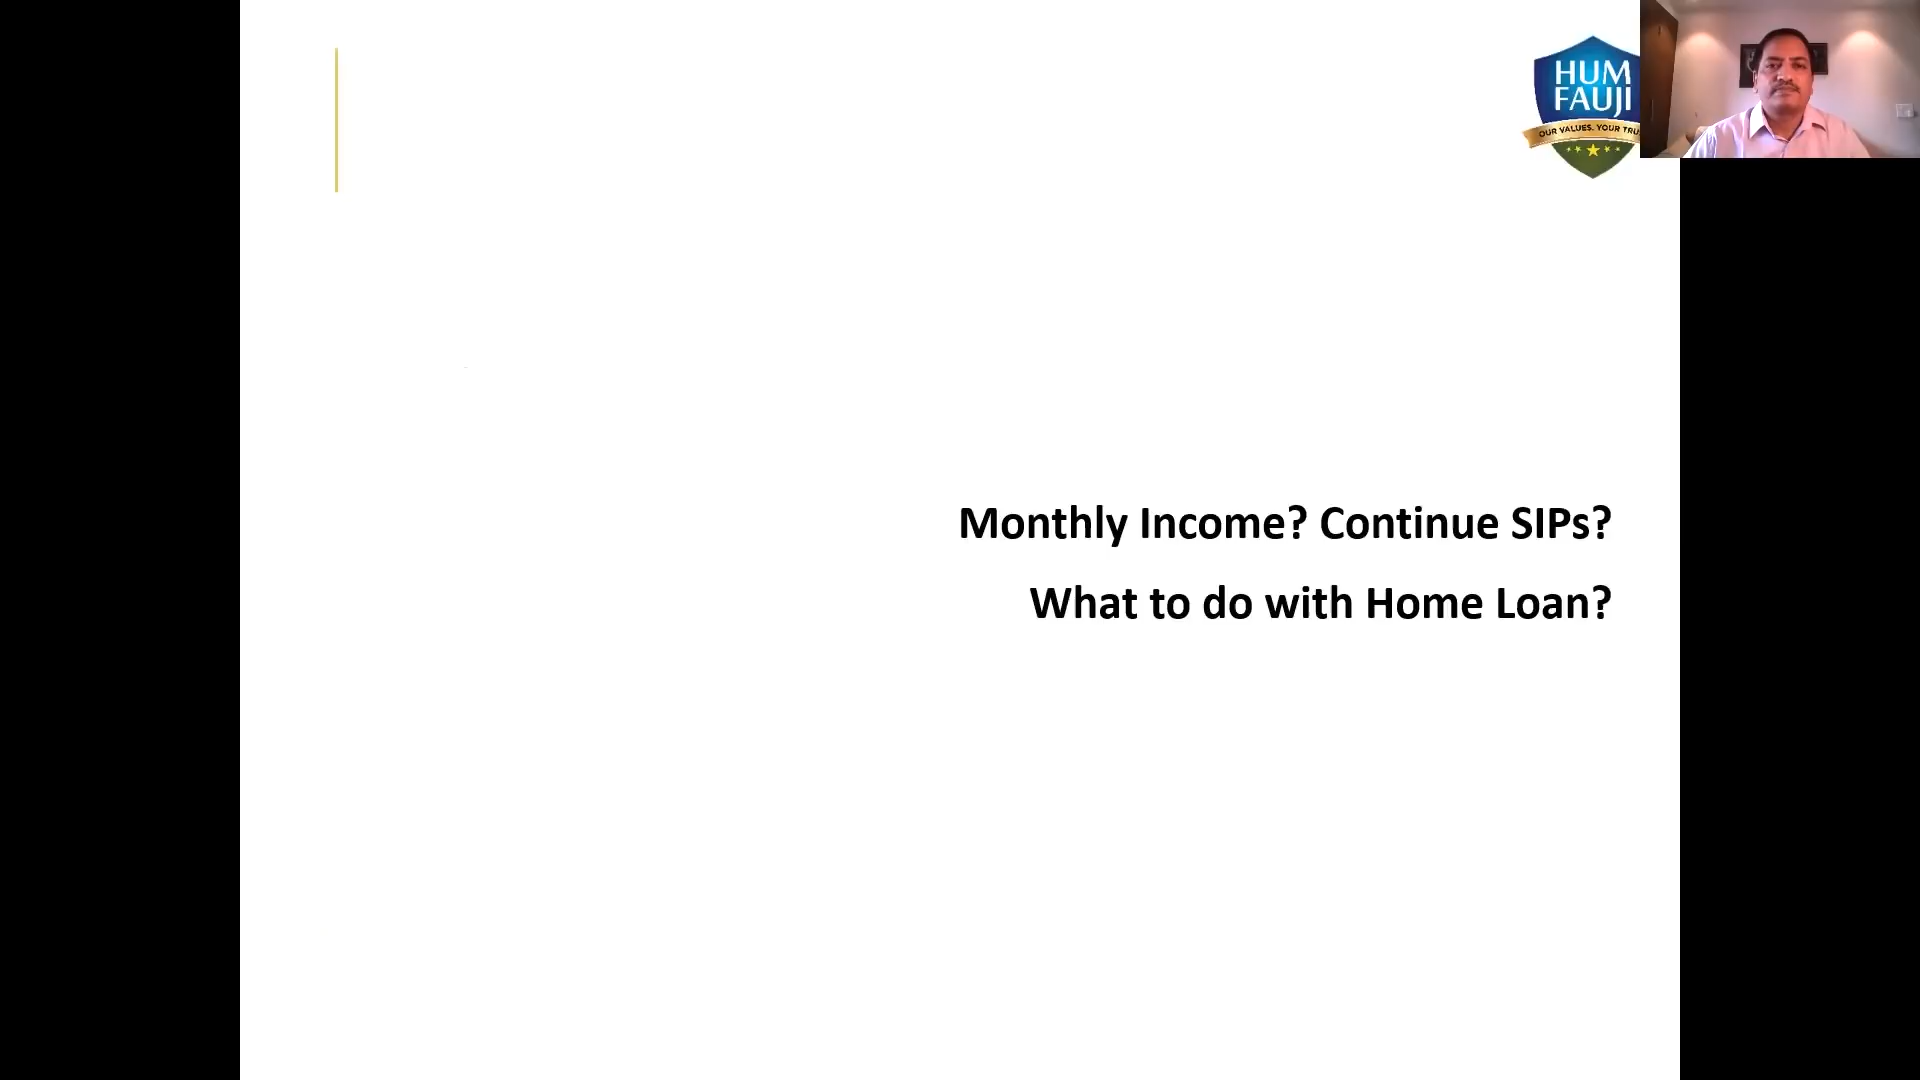 HUM
FAUJI
OUR VALUES. YOUR TRU
Monthly Income? Continue SIPs?
What to do with Home Loan?